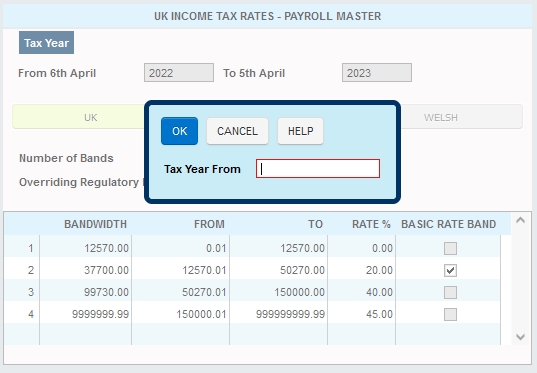 UK INCOME TAX RATES - PAYROLL MASTER
Tax Year
From 6th April 2022 To 5th April 2023
UK WELSH
OK CANCEL HELP
Tax Year From
Number of Bands
Overriding Regulatory
BANDWIDTH FROM TO RATE % BASIC RATE BAND
1 12570.00 0.01 12570.00 0.00
2 37700.00 12570.01 50270.00 20.00
3 99730.00 50270.01 150000.00 40.00
4 9999999.99 150000.01 999999999.99 45.00